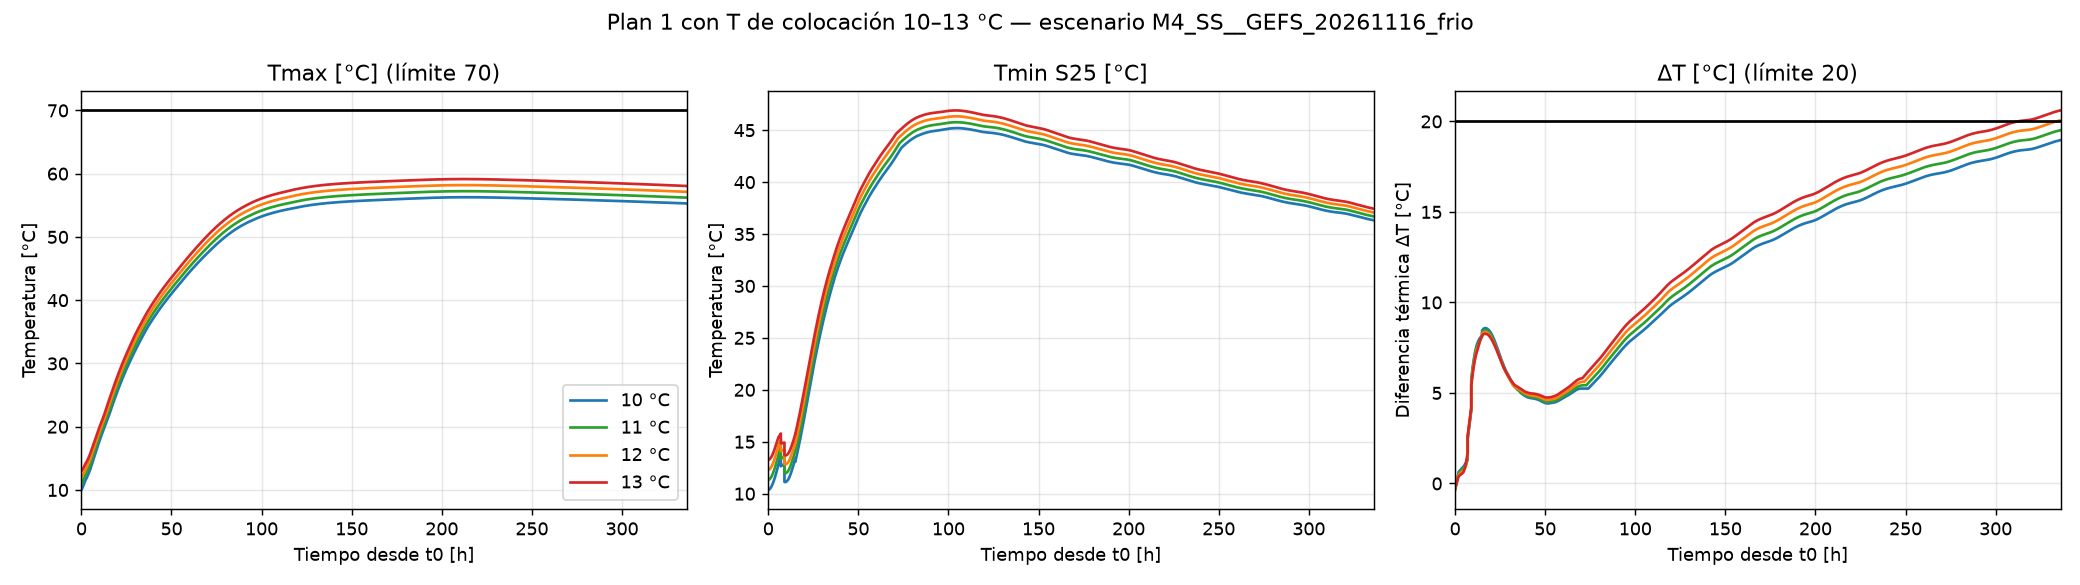 Plan 1 con T de colocación 10–13 °C — escenario M4_SS__GEFS_20261116_frio
Tmax [°C] (límite 70)
Temperatura [°C]
70
60
50
40
30
20
10
0
50
100
150
200
250
300
Tiempo desde t0 [h]
10 °C
11 °C
12 °C
13 °C
Tmin S25 [°C]
Temperatura [°C]
45
40
35
30
25
20
15
10
0
50
100
150
200
250
300
Tiempo desde t0 [h]
ΔT [°C] (límite 20)
Diferencia térmica ΔT [°C]
20
15
10
5
0
0
50
100
150
200
250
300
Tiempo desde t0 [h]